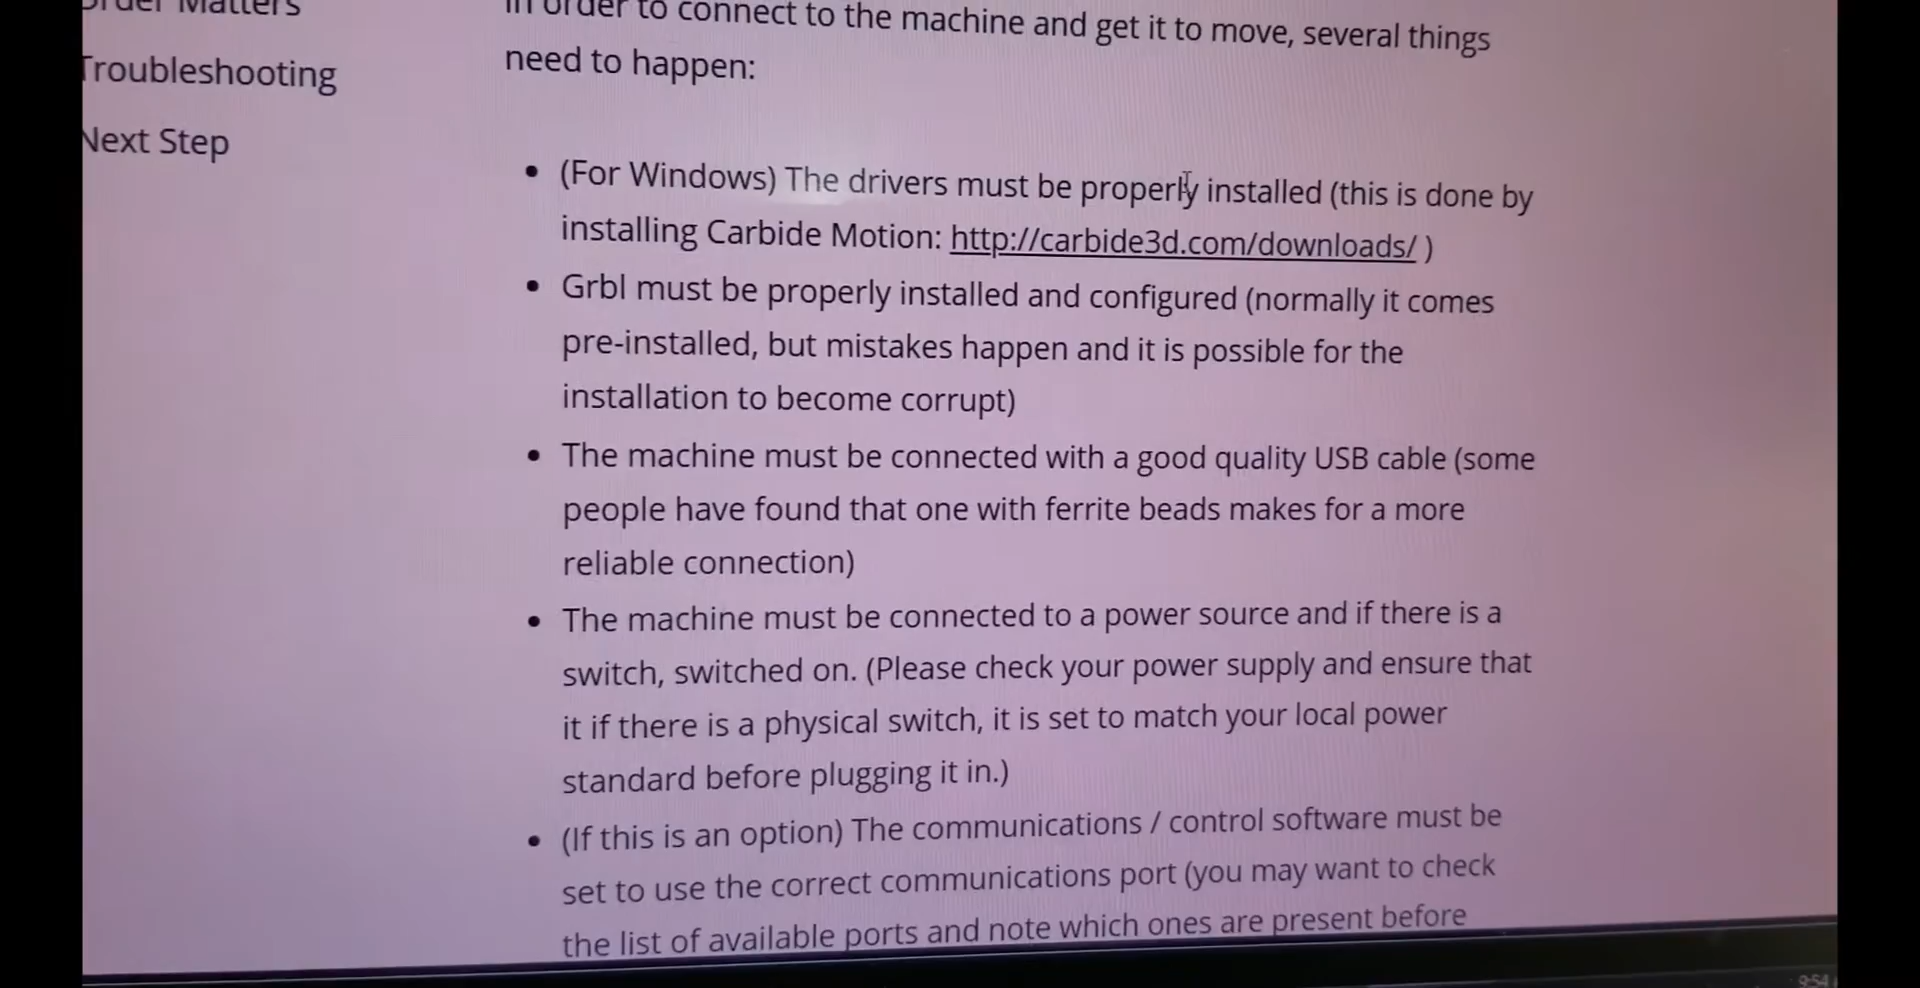 Order Matters
Troubleshooting
Next Step
In order to connect to the machine and get it to move, several things
need to happen:
• (For Windows) The drivers must be properly installed (this is done by
installing Carbide Motion: http://carbide3d.com/downloads/ )
• Grbl must be properly installed and configured (normally it comes
pre-installed, but mistakes happen and it is possible for the
installation to become corrupt)
• The machine must be connected with a good quality USB cable (some
people have found that one with ferrite beads makes for a more
reliable connection)
• The machine must be connected to a power source and if there is a
switch, switched on. (Please check your power supply and ensure that
it if there is a physical switch, it is set to match your local power
standard before plugging it in.)
• (If this is an option) The communications / control software must be
set to use the correct communications port (you may want to check
the list of available ports and note which ones are present before
9:54